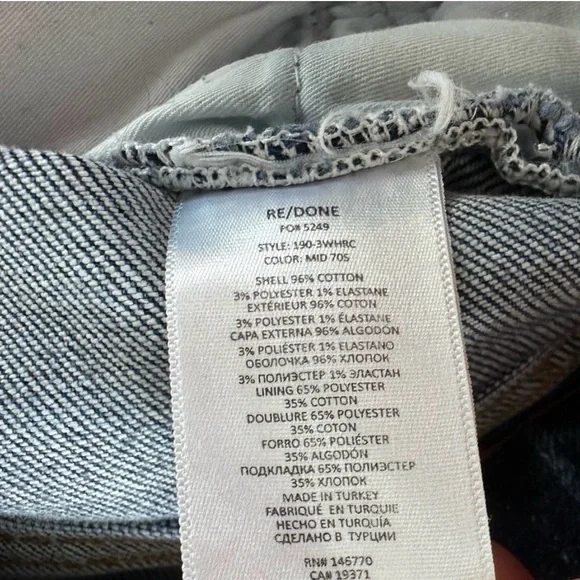 RE/DONE
PO# 5249
STYLE: 190-3WHRC
COLOR: MID 70S
SHELL 96% COTTON
3% POLYESTER 1% ELASTANE
EXTÉRIEUR 96% COTON
3% POLYESTER 1% ELASTANE
CAPA EXTERNA 96% ALGODÓN
3% POLIÉSTER 1% ELASTANO
ОБОЛОЧКА 96% ХЛОПОК
3% ПОЛИЭСТЕР 1% ЭЛАСТАН
LINING 65% POLYESTER
35% COTTON
DOUBLURE 65% POLYESTER
35% COTON
FORRO 65% POLIÉSTER
35% ALGODÓN
ПОДКЛАДКА 65% ПОЛИЭСТЕР
35% ХЛОПОК
MADE IN TURKEY
FABRIQUÉ EN TURQUIE
HECHO EN TURQUIA
СДЕЛАНО В ТУРЦИИ
RN# 146770
CA# 19371